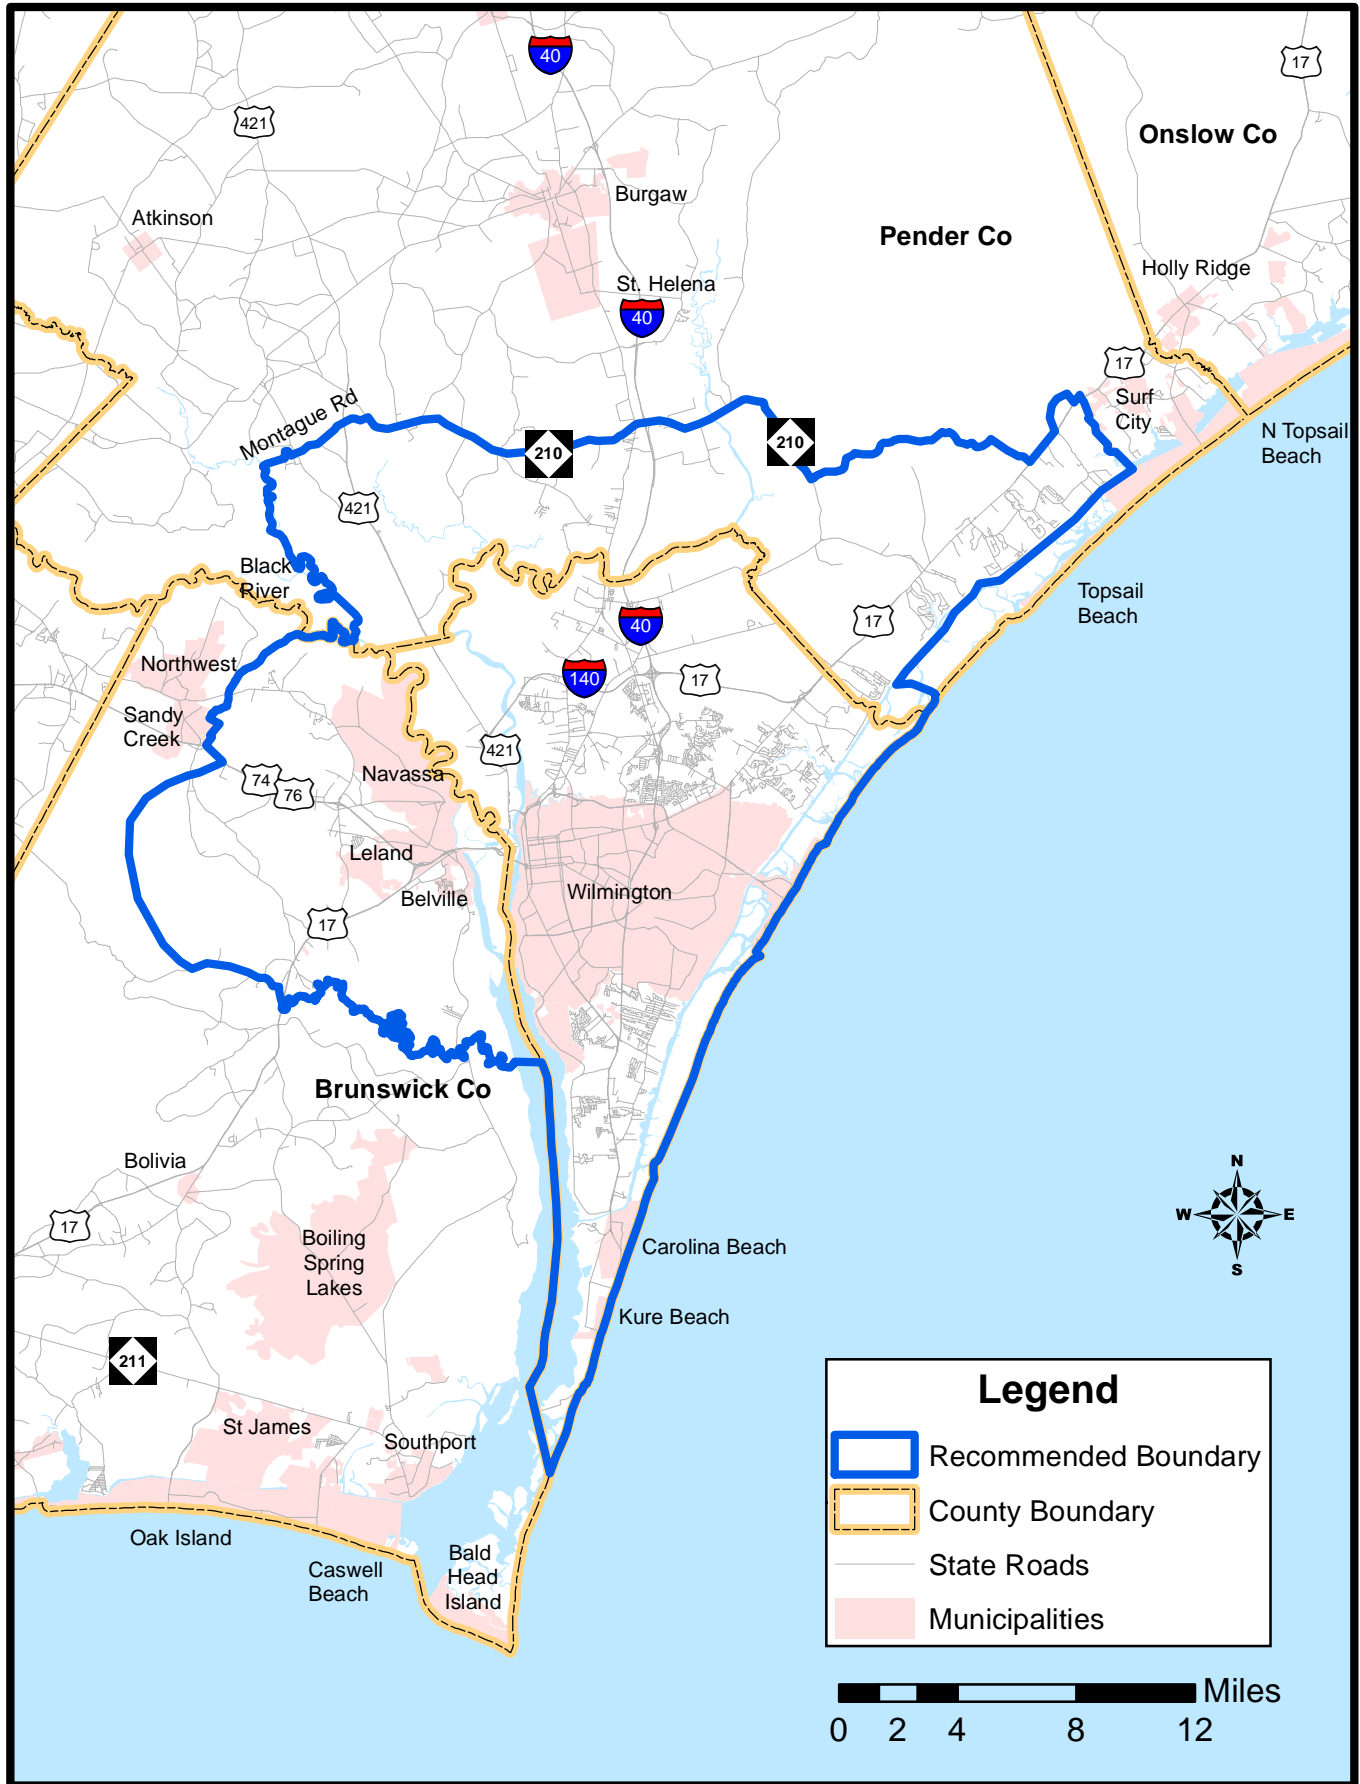 40
17
421
Onslow Co
Burgaw
Atkinson
Pender Co
Holly Ridge
St. Helena
40
17
Surf
City
Montague Rd
N Topsail
Beach
210
210
421
Black
River
Topsail
Beach
17
40
Northwest
140
17
Sandy
Creek
421
Navassa
74
76
Leland
Wilmington
Belville
17
Brunswick Co
Bolivia
N
W
E
S
17
Boiling
Spring
Lakes
Carolina Beach
Kure Beach
211
Legend
St James
Southport
Recommended Boundary
County Boundary
Oak Island
Bald
Head
Island
Caswell
Beach
State Roads
Municipalities
Miles
0 2 4 8 12